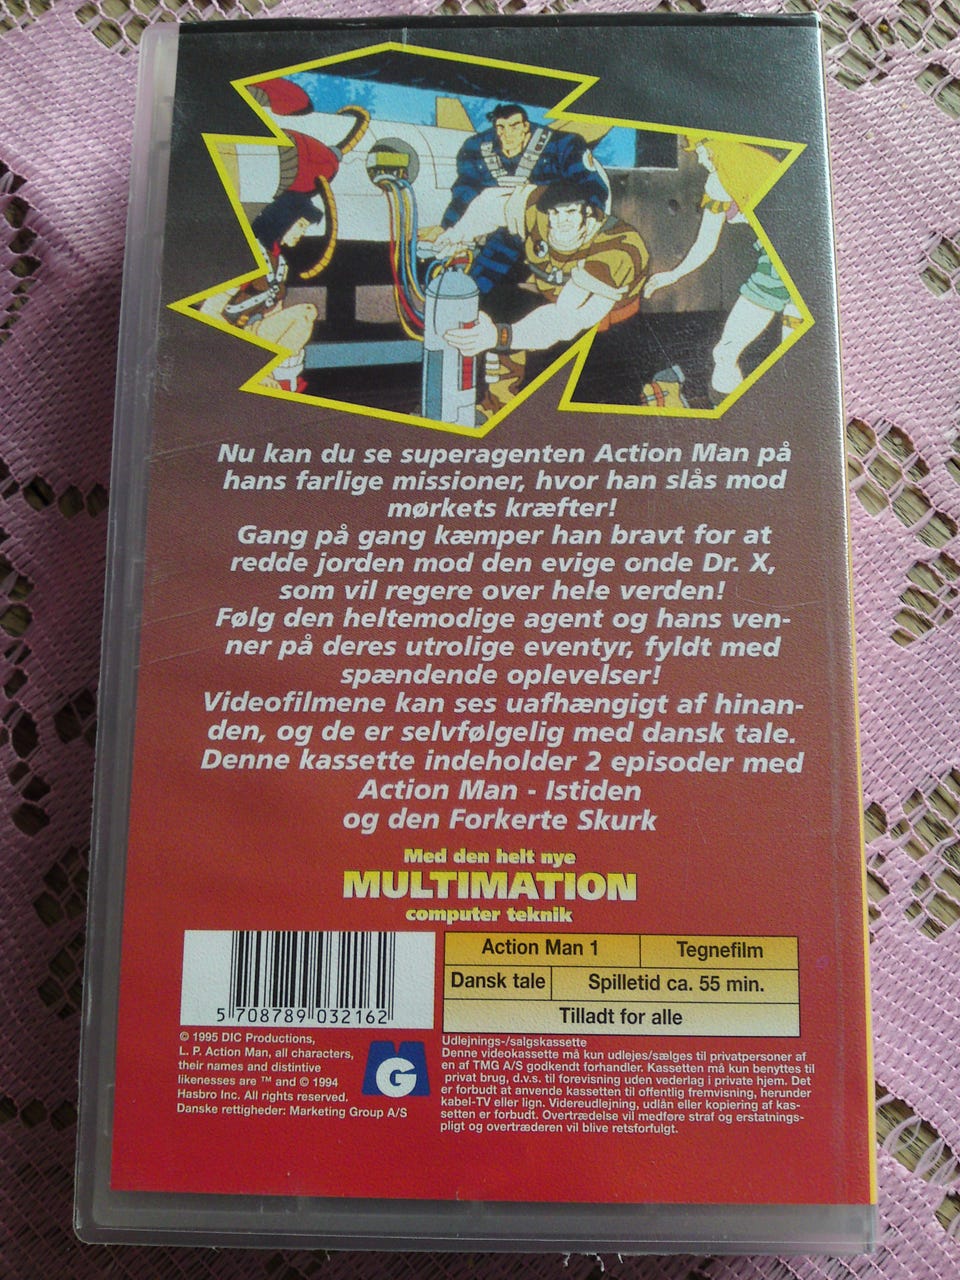 Nu kan du se superagenten Action Man på
hans farlige missioner, hvor han slås mod
mørkets kræfter!
Gang på gang kæmper han bravt for at
redde jorden mod den evige onde Dr. X,
som vil regere over hele verden!
Følg den heltemodige agent og hans ven-
ner på deres utrolige eventyr, fyldt med
spændende oplevelser!
Videofilmene kan ses uafhængigt af hinan-
den, og de er selvfølgelig med dansk tale.
Denne kassette indeholder 2 episoder med
Action Man - Istiden
og den Forkerte Skurk
Med den helt nye
MULTIMATION
computer teknik
5 708789 032162
Action Man 1
Tegnefilm
Dansk tale
Spilletid ca. 55 min.
Tilladt for alle
© 1995 DIC Productions,
L. P. Action Man, all characters,
their names and distintive
likenesses are ™ and © 1994
Hasbro Inc. All rights reserved.
Danske rettigheder: Marketing Group A/S
MG
Udlejnings-/salgskassette
Denne videokassette må kun udlejes/sælges til privatpersoner af
en af TMG A/S godkendt forhandler. Kassetten må kun benyttes til
privat brug, d.v.s. til forevisning uden vederlag i private hjem. Det
er forbudt at anvende kassetten til offentlig fremvisning, herunder
kabel-TV eller lign. Videreudlejning, udlån eller kopiering af kas-
setten er forbudt. Overtrædelse vil medføre straf og erstatnings-
pligt og overtræderen vil blive retsforfulgt.